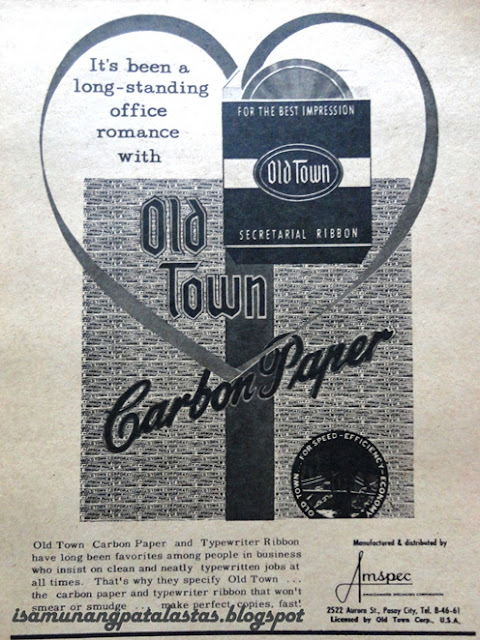 It's been a
long-standing
office
romance
with
FOR THE BEST IMPRESSION
Old Town
SECRETARIAL RIBBON
Old
Town
Carbon Paper
OLD TOWN ... FOR SPEED - EFFICIENCY - ECONOMY
Old Town Carbon Paper and Typewriter Ribbon
have long been favorites among people in business
who insist on clean and neatly typewritten jobs at
all times. That's why they specify Old Town ...
the carbon paper and typewriter ribbon that won't
smear or smudge ... make perfect copies, fast!
Manufactured & distributed by
Amspec
2522 Aurora St., Pasay City, Tel. B-46-61
Licensed by Old Town Corp., U.S.A.
isamunangpatalastas.blogspot